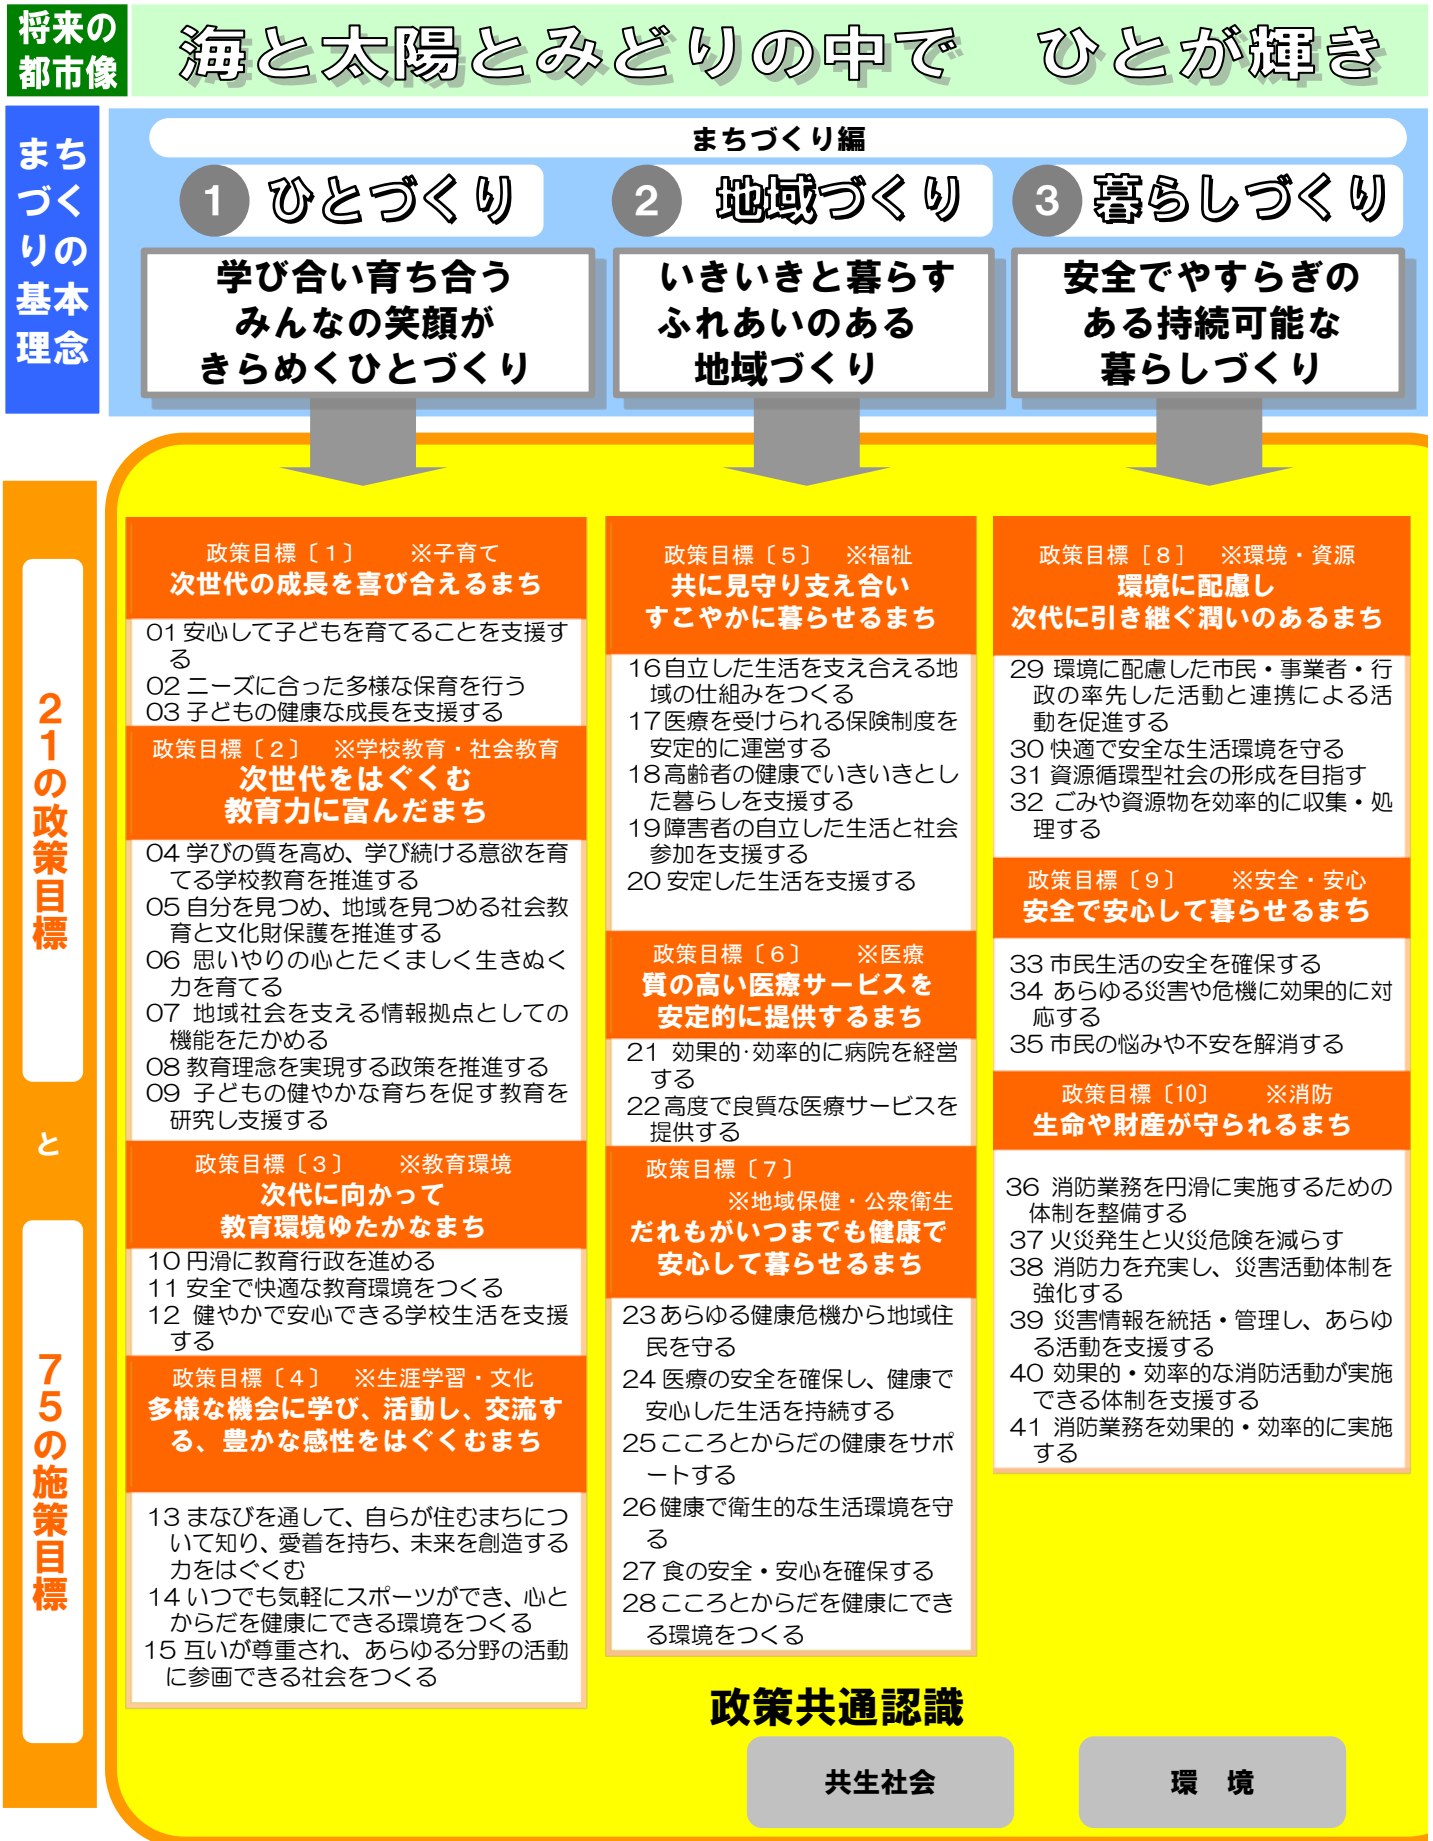 将来の
都市像
海と太陽とみどりの中で　ひとが輝き
まち
づく
りの
基本
理念
まちづくり編
1 ひとづくり
学び合い育ち合う
みんなの笑顔が
きらめくひとづくり
2 地域づくり
いきいきと暮らす
ふれあいのある
地域づくり
3 暮らしづくり
安全でやすらぎの
ある持続可能な
暮らしづくり
21の政策目標
と
75の施策目標
政策目標〔１〕　※子育て
次世代の成長を喜び合えるまち
01 安心して子どもを育てることを支援す
る
02 ニーズに合った多様な保育を行う
03 子どもの健康な成長を支援する
政策目標〔２〕　※学校教育・社会教育
次世代をはぐくむ
教育力に富んだまち
04 学びの質を高め、学び続ける意欲を育
てる学校教育を推進する
05 自分を見つめ、地域を見つめる社会教
育と文化財保護を推進する
06 思いやりの心とたくましく生きぬく
力を育てる
07 地域社会を支える情報拠点としての
機能をたかめる
08 教育理念を実現する政策を推進する
09 子どもの健やかな育ちを促す教育を
研究し支援する
政策目標〔３〕　※教育環境
次代に向かって
教育環境ゆたかなまち
10 円滑に教育行政を進める
11 安全で快適な教育環境をつくる
12 健やかで安心できる学校生活を支援
する
政策目標〔４〕　※生涯学習・文化
多様な機会に学び、活動し、交流す
る、豊かな感性をはぐくむまち
13 まなびを通して、自らが住むまちにつ
いて知り、愛着を持ち、未来を創造する
力をはぐくむ
14 いつでも気軽にスポーツができ、心と
からだを健康にできる環境をつくる
15 互いが尊重され、あらゆる分野の活動
に参画できる社会をつくる
政策目標〔５〕　※福祉
共に見守り支え合い
すこやかに暮らせるまち
16 自立した生活を支え合える地
域の仕組みをつくる
17 医療を受けられる保険制度を
安定的に運営する
18 高齢者の健康でいきいきとし
た暮らしを支援する
19 障害者の自立した生活と社会
参加を支援する
20 安定した生活を支援する
政策目標〔６〕　※医療
質の高い医療サービスを
安定的に提供するまち
21 効果的･効率的に病院を経営
する
22 高度で良質な医療サービスを
提供する
政策目標〔７〕
※地域保健・公衆衛生
だれもがいつまでも健康で
安心して暮らせるまち
23 あらゆる健康危機から地域住
民を守る
24 医療の安全を確保し、健康で
安心した生活を持続する
25 こころとからだの健康をサポ
ートする
26 健康で衛生的な生活環境を守
る
27 食の安全・安心を確保する
28 こころとからだを健康にでき
る環境をつくる
政策目標［８］　※環境・資源
環境に配慮し
次代に引き継ぐ潤いのあるまち
29 環境に配慮した市民・事業者・行
政の率先した活動と連携による活
動を促進する
30 快適で安全な生活環境を守る
31 資源循環型社会の形成を目指す
32 ごみや資源物を効率的に収集・処
理する
政策目標〔９〕　※安全・安心
安全で安心して暮らせるまち
33 市民生活の安全を確保する
34 あらゆる災害や危機に効果的に対
応する
35 市民の悩みや不安を解消する
政策目標〔10〕　※消防
生命や財産が守られるまち
36 消防業務を円滑に実施するための
体制を整備する
37 火災発生と火災危険を減らす
38 消防力を充実し、災害活動体制を
強化する
39 災害情報を統括・管理し、あらゆ
る活動を支援する
40 効果的・効率的な消防活動が実施
できる体制を支援する
41 消防業務を効果的・効率的に実施
する
政策共通認識
共生社会
環　境